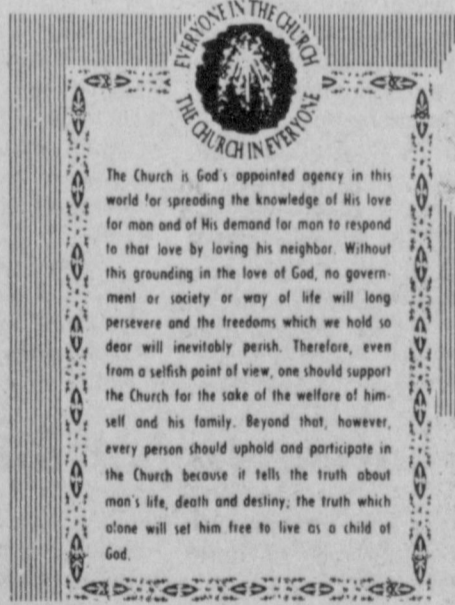 EVERYONE IN THE CHURCH
THE CHURCH IN EVERYONE
The Church is God's appointed agency in this
world for spreading the knowledge of His love
for man and of His demand for man to respond
to that love by loving his neighbor. Without
this grounding in the love of God, no govern-
ment or society or way of life will long
persevere and the freedoms which we hold so
dear will inevitably perish. Therefore, even
from a selfish point of view, one should support
the Church for the sake of the welfare of him-
self and his family. Beyond that, however,
every person should uphold and participate in
the Church because it tells the truth about
man's life, death and destiny; the truth which
alone will set him free to live as a child of
God.